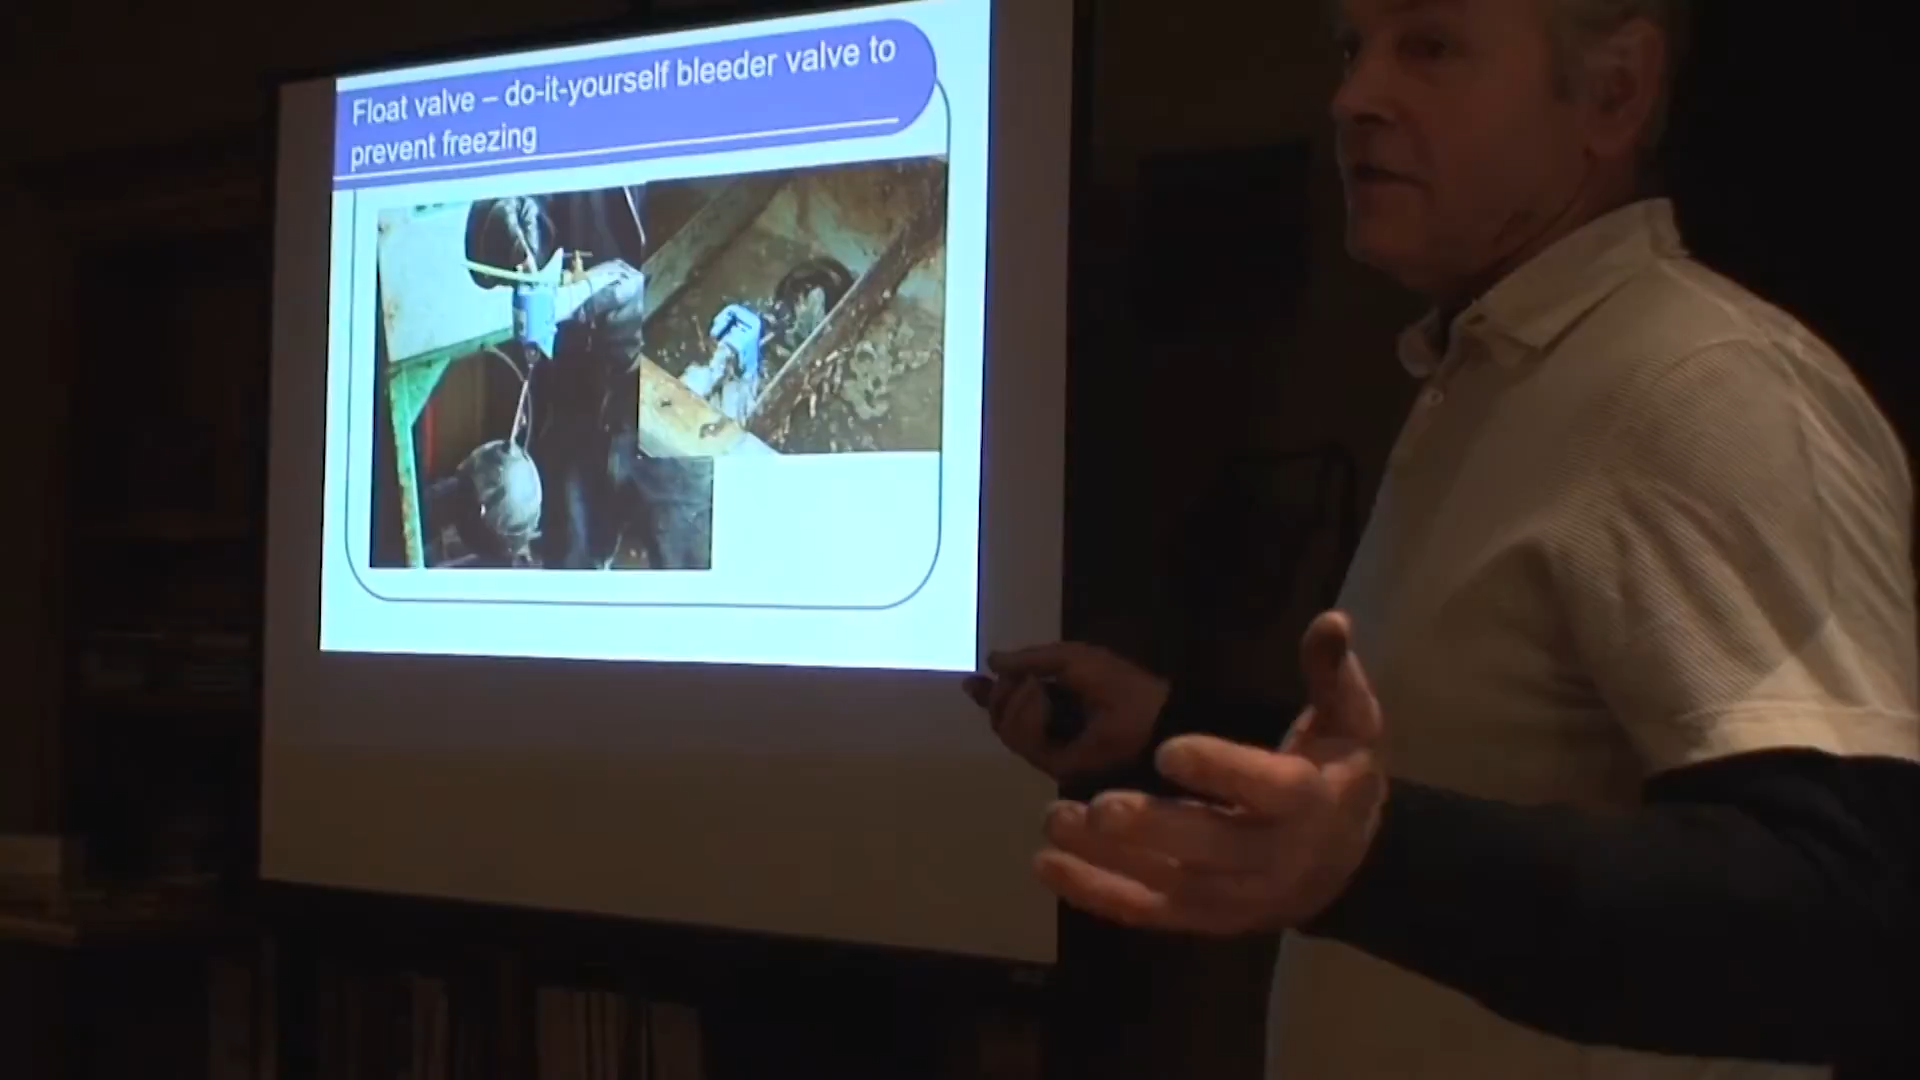 Float valve – do-it-yourself bleeder valve to
prevent freezing